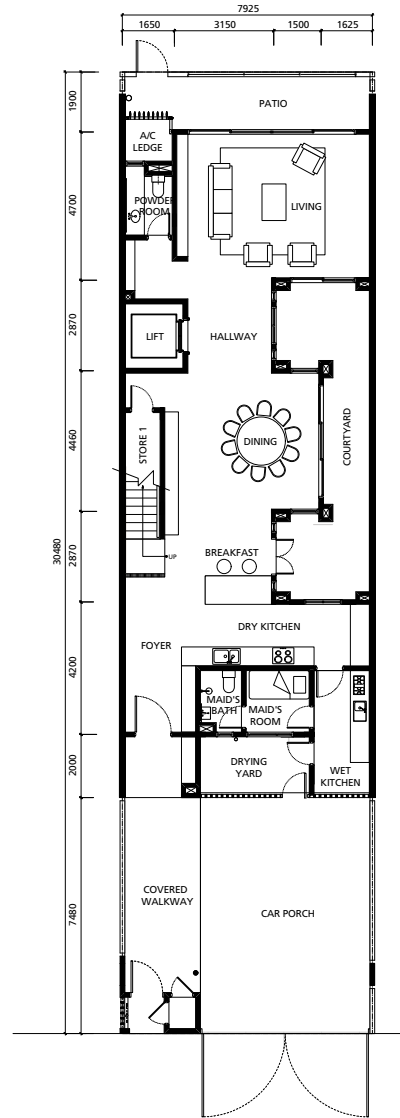 7925
1650 3150 1500 1625
1900
PATIO
A/C
LEDGE
4700
POWDER
ROOM
LIVING
2870
LIFT
HALLWAY
4460
STORE 1
DINING
COURTYARD
30480
2870
BREAKFAST
UP
DRY KITCHEN
4200
FOYER
MAID'S
BATH
MAID'S
ROOM
2000
DRYING
YARD
WET
KITCHEN
7480
COVERED
WALKWAY
CAR PORCH